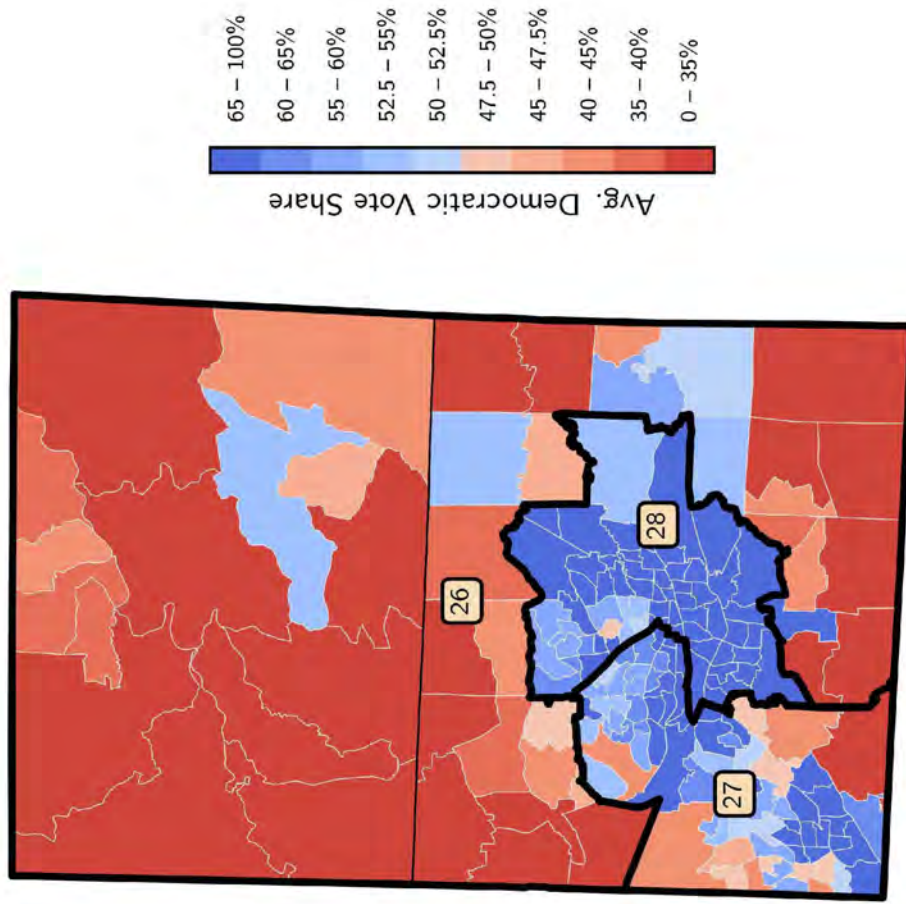 26
28
27
Avg. Democratic Vote Share
65 – 100%
60 – 65%
55 – 60%
52.5 – 55%
50 – 52.5%
47.5 – 50%
45 – 47.5%
40 – 45%
35 – 40%
0 – 35%